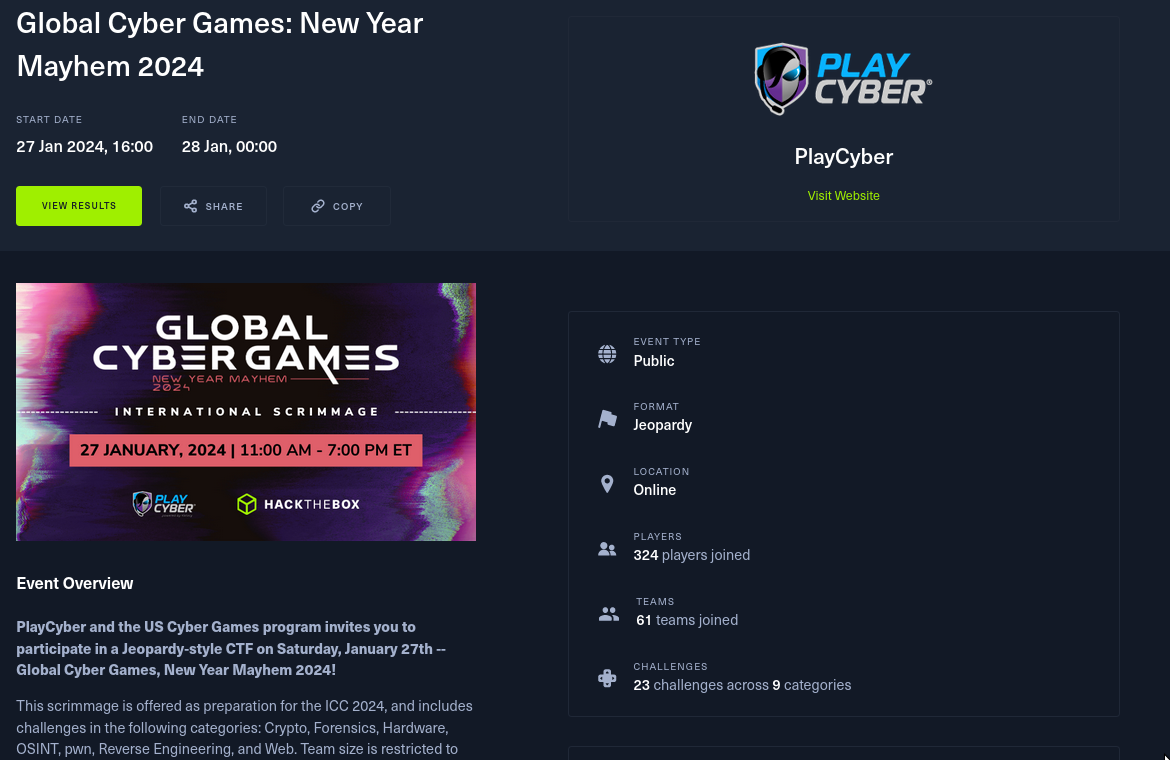 Global Cyber Games: New Year
Mayhem 2024
START DATE
27 Jan 2024, 16:00
END DATE
28 Jan, 00:00
VIEW RESULTS
SHARE
COPY
PLAY
CYBER®
PlayCyber
Visit Website
GLOBAL
CYBERGAMES
NEW YEAR MAYHEM
2024
INTERNATIONAL SCRIMMAGE
27 JANUARY, 2024 | 11:00 AM - 7:00 PM ET
PLAY
CYBER
HACKTHEBOX
Event Overview
PlayCyber and the US Cyber Games program invites you to
participate in a Jeopardy-style CTF on Saturday, January 27th --
Global Cyber Games, New Year Mayhem 2024!
This scrimmage is offered as preparation for the ICC 2024, and includes
challenges in the following categories: Crypto, Forensics, Hardware,
OSINT, pwn, Reverse Engineering, and Web. Team size is restricted to
EVENT TYPE
Public
FORMAT
Jeopardy
LOCATION
Online
PLAYERS
324 players joined
TEAMS
61 teams joined
CHALLENGES
23 challenges across 9 categories